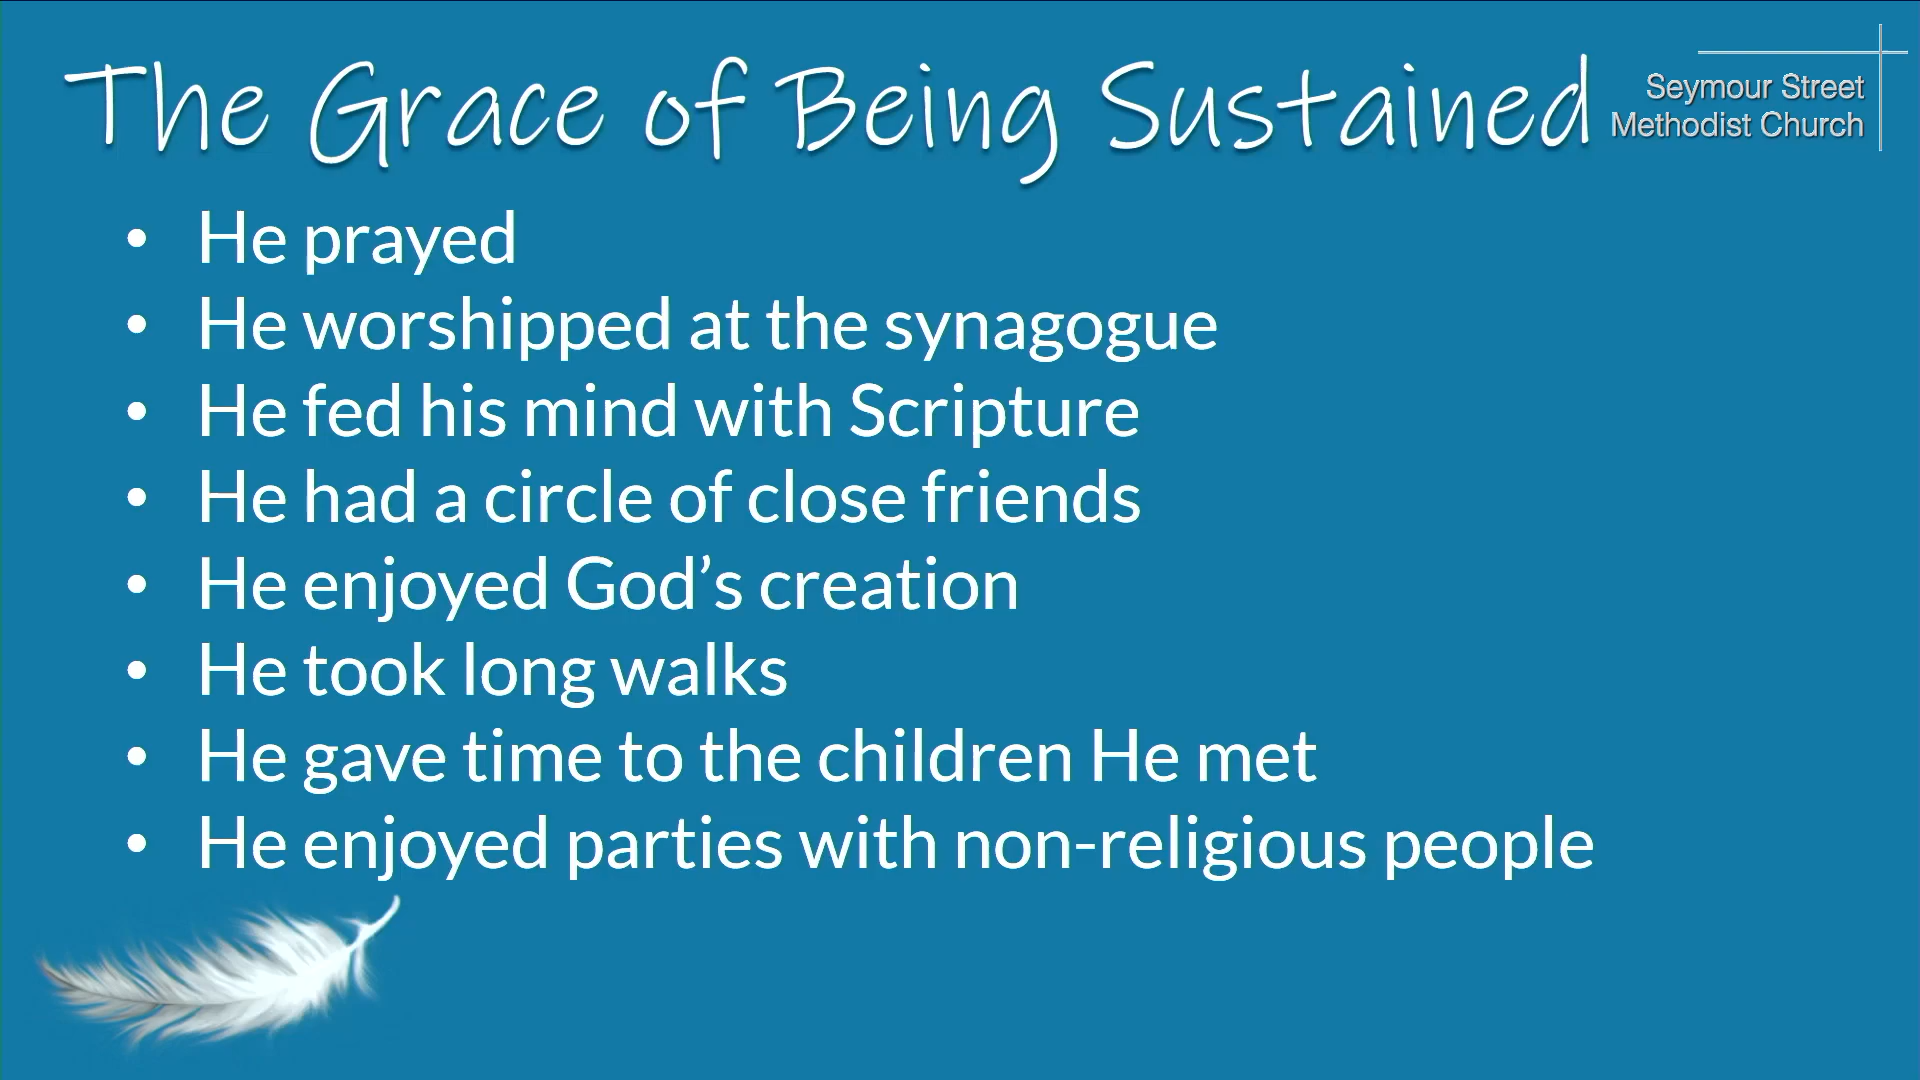 The Grace of Being Sustained
Seymour Street
Methodist Church
• He prayed
• He worshipped at the synagogue
• He fed his mind with Scripture
• He had a circle of close friends
• He enjoyed God’s creation
• He took long walks
• He gave time to the children He met
• He enjoyed parties with non-religious people